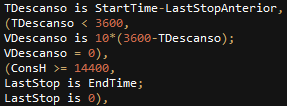 TDescanso is StartTime-LastStopAnterior,
(TDescanso < 3600,
VDescanso is 10*(3600-TDescanso);
VDescanso = 0),
(ConsH >= 14400,
LastStop is EndTime;
LastStop is 0),